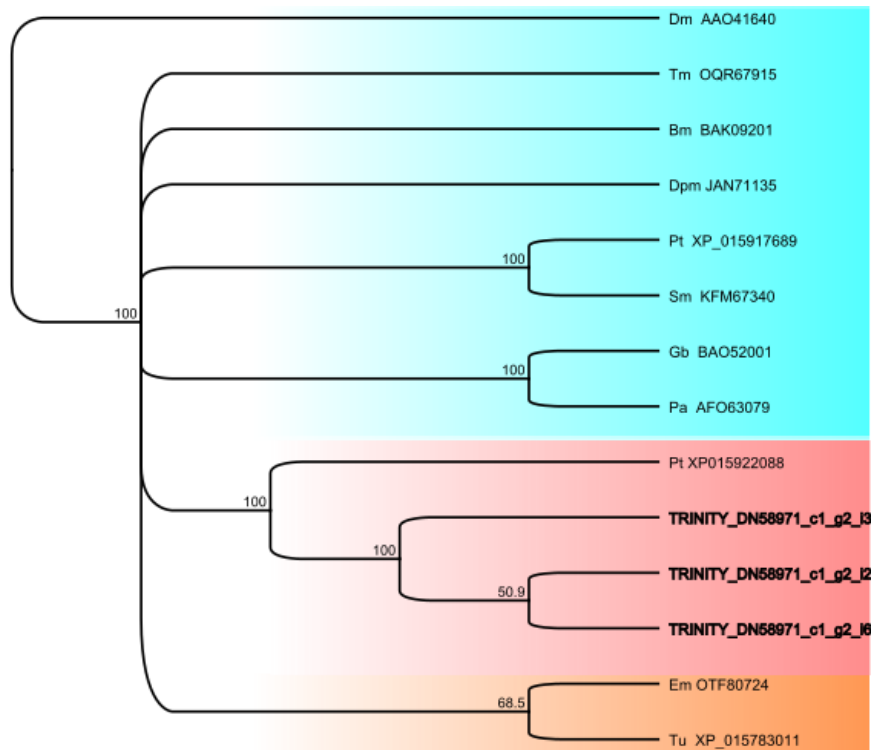 Dm AAO41640
Tm OQR67915
Bm BAK09201
Dpm JAN71135
Pt XP_015917689
100
Sm KFM67340
100
Gb BAO52001
100
Pa AFO63079
Pt XP015922088
100
TRINITY_DN58971_c1_g2_i3
100
TRINITY_DN58971_c1_g2_i2
50.9
TRINITY_DN58971_c1_g2_i6
Em OTF80724
68.5
Tu XP_015783011